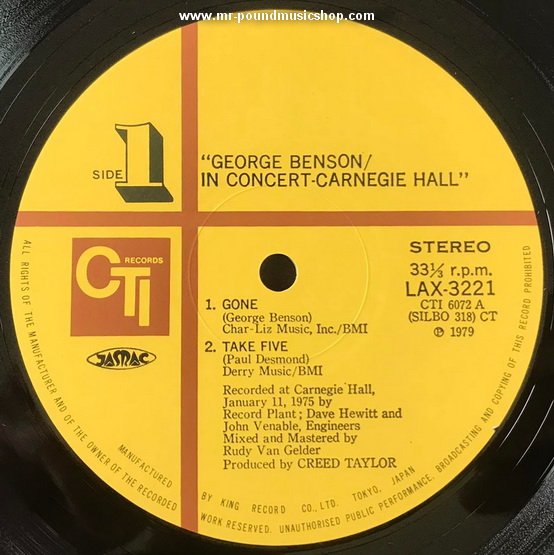 www.mr-poundmusicshop.com
SIDE 1
"GEORGE BENSON/
IN CONCERT-CARNEGIE HALL"
CTI RECORDS
JASRAC
STEREO
33⅓ r.p.m.
LAX-3221
CTI 6072 A
(SILBO 318) CT
℗ 1979
1. GONE
(George Benson)
Char-Liz Music, Inc./BMI
2. TAKE FIVE
(Paul Desmond)
Derry Music/BMI
Recorded at Carnegie Hall,
January 11, 1975 by
Record Plant; Dave Hewitt and
John Venable, Engineers
Mixed and Mastered by
Rudy Van Gelder
Produced by CREED TAYLOR
MANUFACTURED BY KING RECORD CO., LTD. TOKYO, JAPAN
ALL RIGHTS OF THE MANUFACTURER AND OF THE OWNER OF THE RECORDED WORK RESERVED. UNAUTHORISED PUBLIC PERFORMANCE, BROADCASTING AND COPYING OF THIS RECORD PROHIBITED